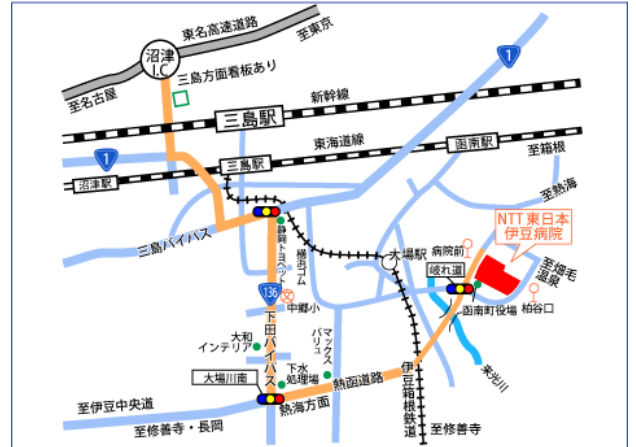 東名高速道路
至東京
沼津
I.C
三島方面看板あり
至名古屋
1
新幹線
三島駅
東海道線
函南駅
至箱根
1
三島駅
沼津駅
至熱海
NTT 東日本
伊豆病院
三島バイパス
静岡トヨペット
横浜ゴム
大場駅
病院前
岐れ道
至畑毛
温泉
136
中郷小
函南町役場
柏谷口
下田バイパス
大和
インテリア
マックス
バリュ
下水
処理場
来光川
大場川南
熱函道路
伊豆箱根鉄道
至伊豆中央道
熱海方面
至修善寺・長岡
至修善寺